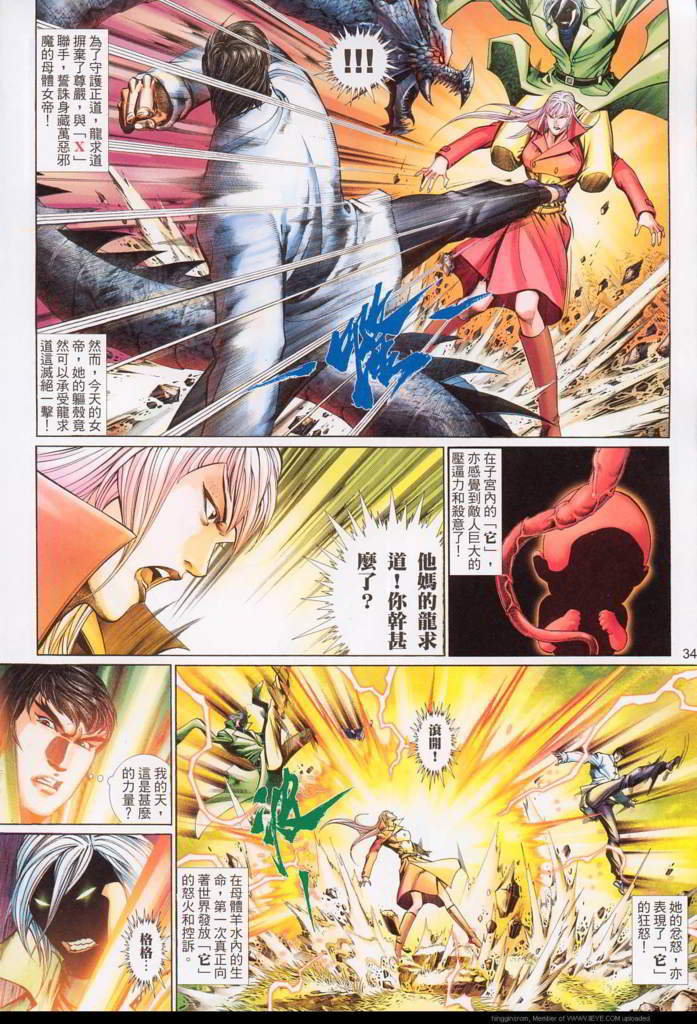 為了守護正道，龍求道
摒棄了尊嚴，與「X」
聯手，誓誅身藏萬惡邪
魔的母體女帝！
!!!
然而，今天的女
帝，她的軀殼竟
然可以承受龍求
道這滅絕一擊！
在子宮內的「它」，
亦感覺到敵人巨大的
壓逼力和殺意了！
他媽的龍求
道！你幹甚
麼了？
34
我的天，
這是甚麼
的力量？
滾開！
格格…
在母體羊水內的生
命，第一次真正向
著世界發放「它」
的怒火和控訴。
她的忿怒，亦
表現了「它」
的狂怒！
hingginsrom, Member of VWWV.IIEYE.COM uploaded